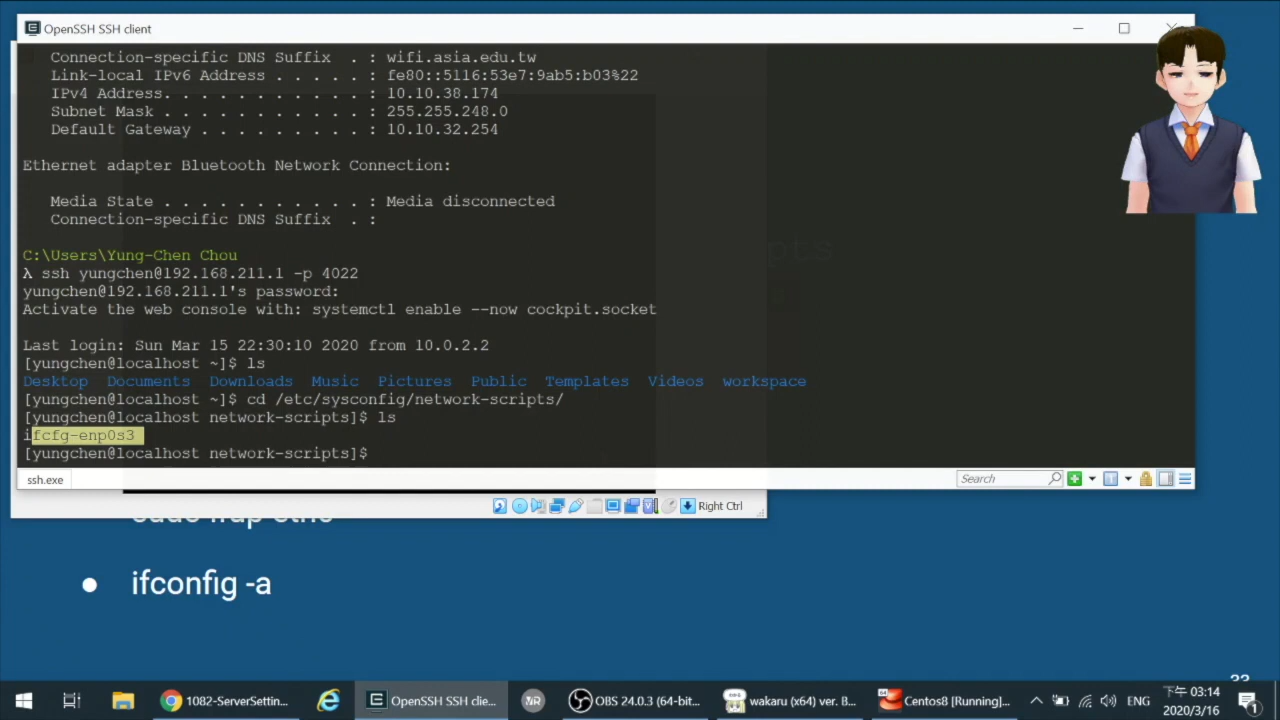 OpenSSH SSH client
Connection-specific DNS Suffix . : wifi.asia.edu.tw
Link-local IPv6 Address . . . . . : fe80::5116:53e7:9ab5:b03%22
IPv4 Address. . . . . . . . . . . : 10.10.38.174
Subnet Mask . . . . . . . . . . . : 255.255.248.0
Default Gateway . . . . . . . . . : 10.10.32.254
Ethernet adapter Bluetooth Network Connection:
Media State . . . . . . . . . . . : Media disconnected
Connection-specific DNS Suffix . :
C:\Users\Yung-Chen Chou
λ ssh yungchen@192.168.211.1 -p 4022
yungchen@192.168.211.1's password:
Activate the web console with: systemctl enable --now cockpit.socket
Last login: Sun Mar 15 22:30:10 2020 from 10.0.2.2
[yungchen@localhost ~]$ ls
Desktop Documents Downloads Music Pictures Public Templates Videos workspace
[yungchen@localhost ~]$ cd /etc/sysconfig/network-scripts/
[yungchen@localhost network-scripts]$ ls
ifcfg-enp0s3
[yungchen@localhost network-scripts]$
ssh.exe
Search
Right Ctrl
ifconfig -a
33
1082-ServerSettin...
OpenSSH SSH clie...
OBS 24.0.3 (64-bit...
wakaru (x64) ver. B...
Centos8 [Running]...
ENG
下午 03:14
2020/3/16